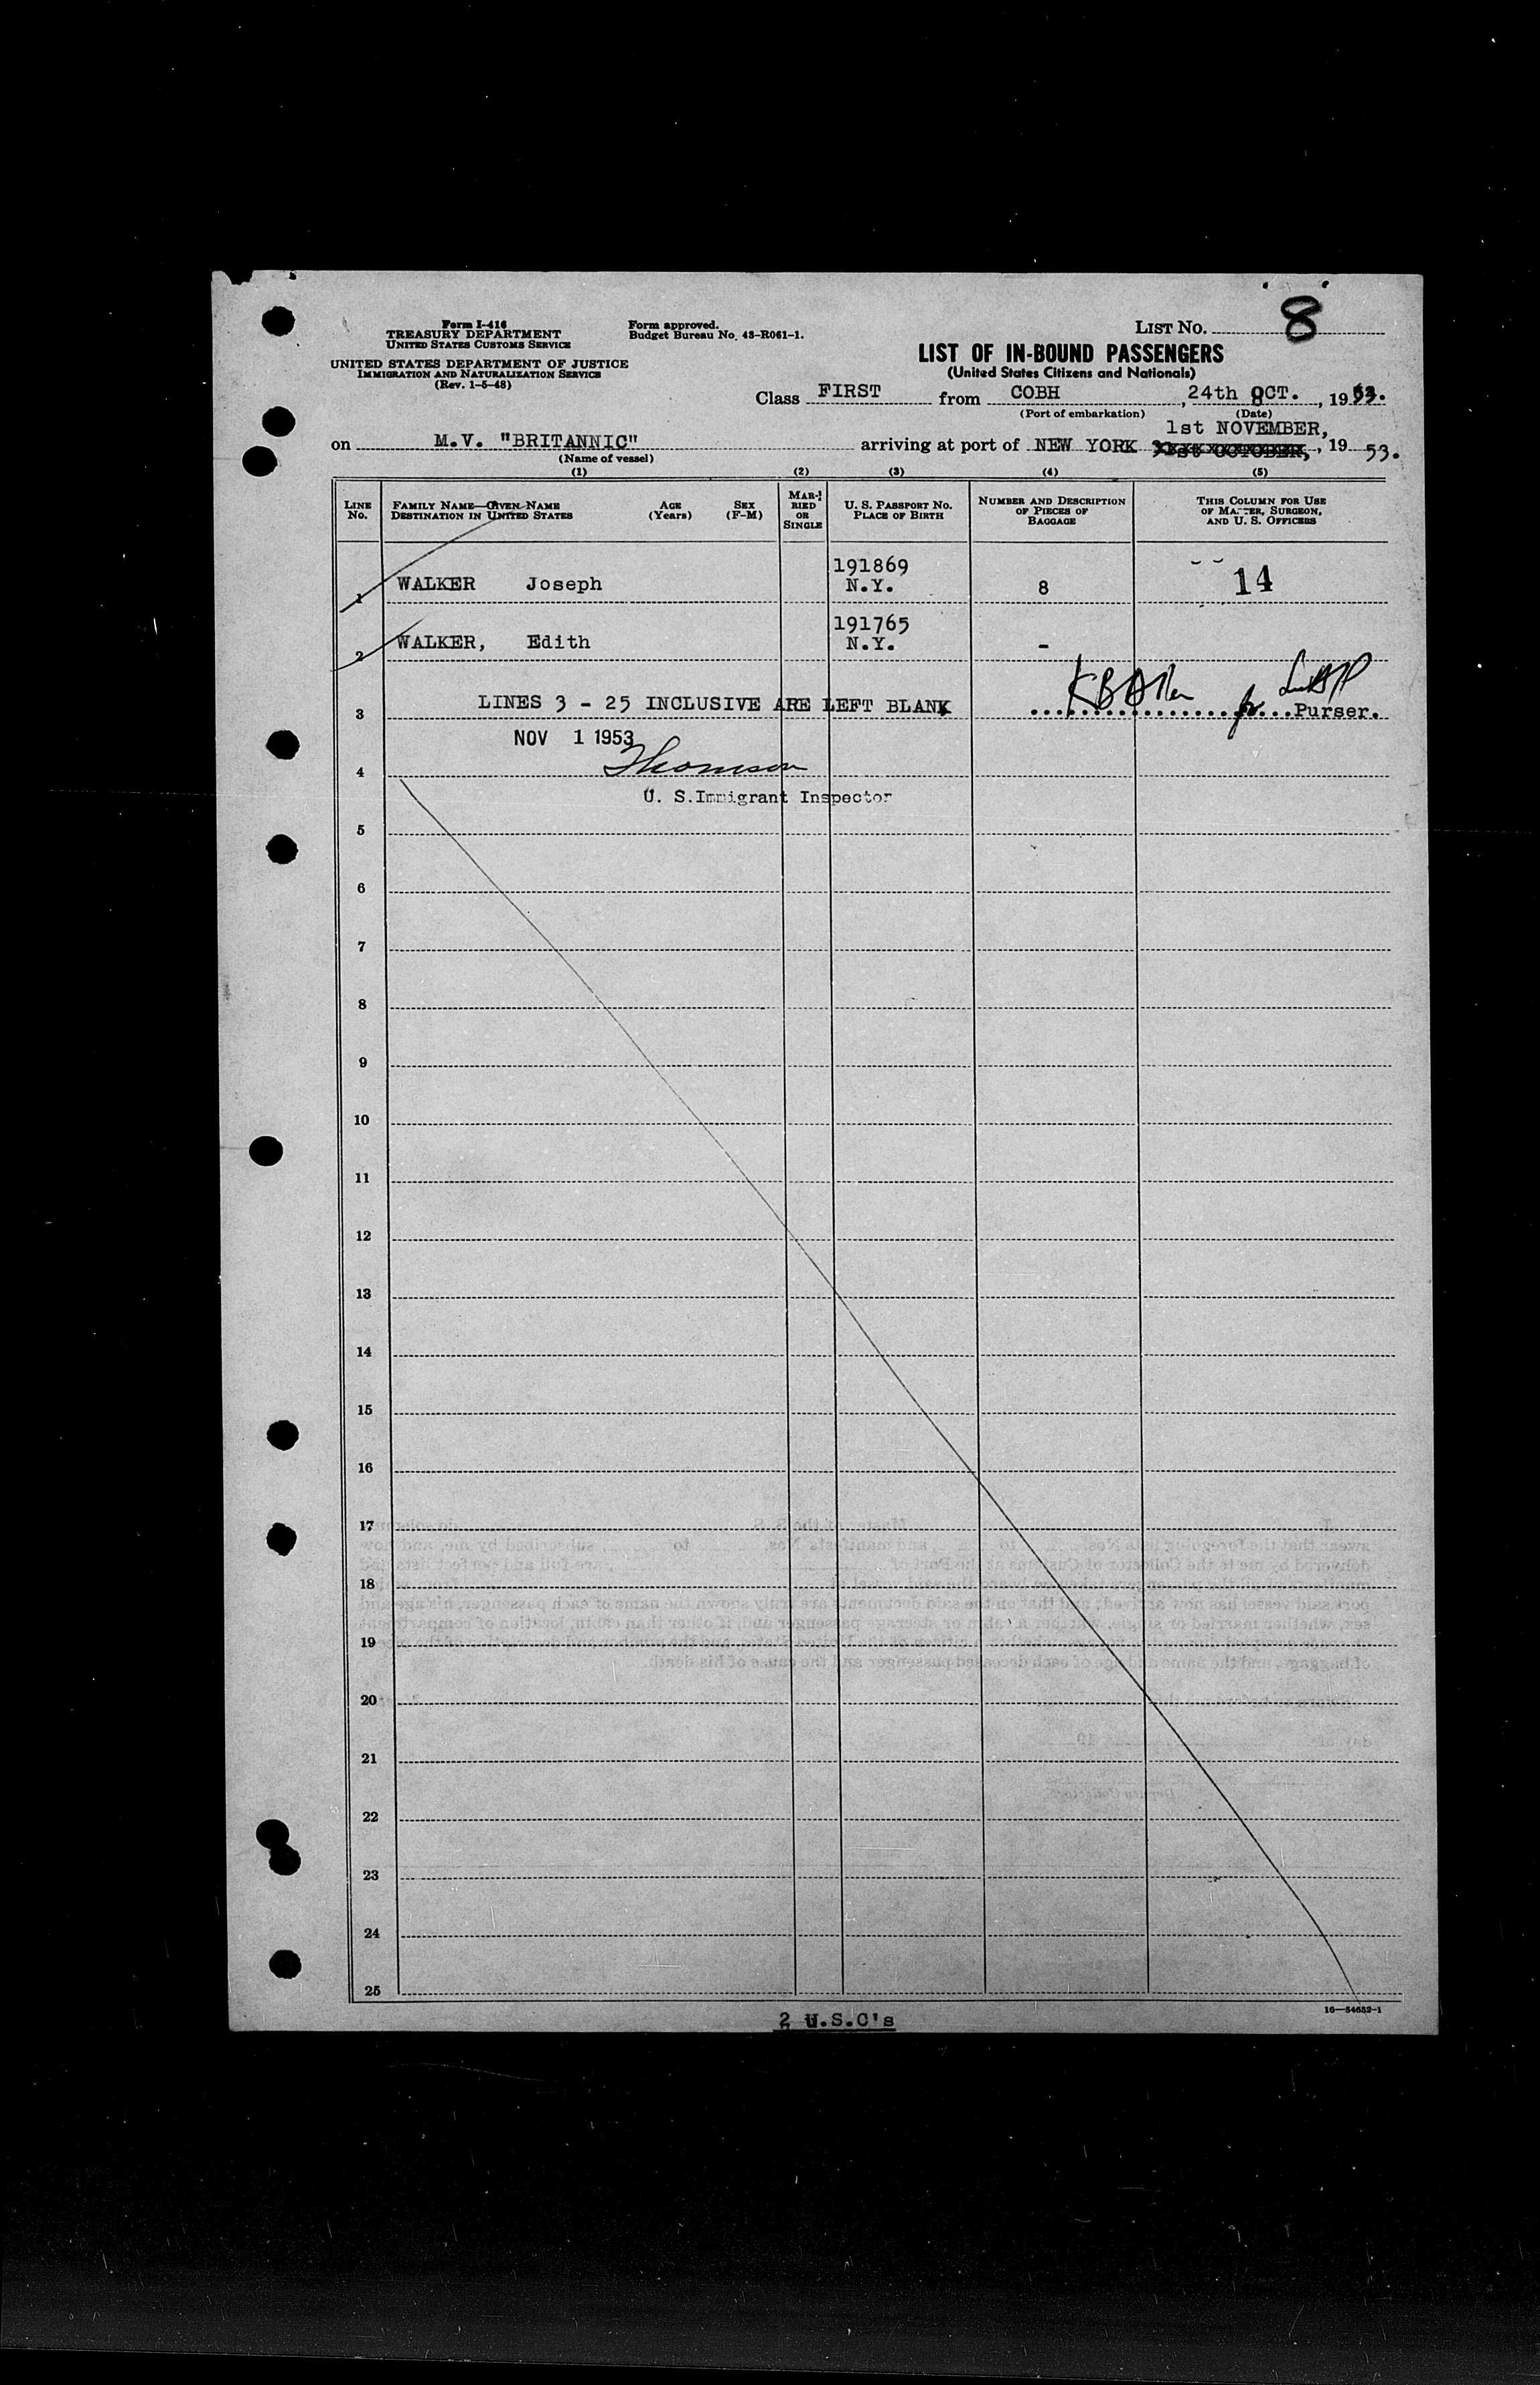 LIST No. 8
Form I-416
TREASURY DEPARTMENT
UNITED STATES CUSTOMS SERVICE
UNITED STATES DEPARTMENT OF JUSTICE
IMMIGRATION AND NATURALIZATION SERVICE
(Rev. 1-5-48)
Form approved.
Budget Bureau No. 43-R061-1.
LIST OF IN-BOUND PASSENGERS
(United States Citizens and Nationals)
Class FIRST from COBH, 24th OCT., 1953.
(Port of embarkation) (Date)
1st NOVEMBER,
on M.V. "BRITANNIC" arriving at port of NEW YORK 31st OCTOBER, , 19 53.
(Name of vessel)
(1) (2) (3) (4) (5)
LINE No. FAMILY NAME—GIVEN NAME DESTINATION IN UNITED STATES AGE (Years) SEX (F-M) MARRIED OR SINGLE U. S. PASSPORT NO. PLACE OF BIRTH NUMBER AND DESCRIPTION OF PIECES OF BAGGAGE THIS COLUMN FOR USE OF MASTER, SURGEON, AND U. S. OFFICERS
191869
1 WALKER Joseph N.Y. 8 14
191765
2 WALKER, Edith N.Y. -
3 LINES 3 - 25 INCLUSIVE ARE LEFT BLANK Purser.
NOV 1 1953
4 Thomson
U. S. Immigrant Inspector
5
6
7
8
9
10
11
12
13
14
15
16
17
18
19
20
21
22
23
24
25
16—54652-1
2 U.S.C's